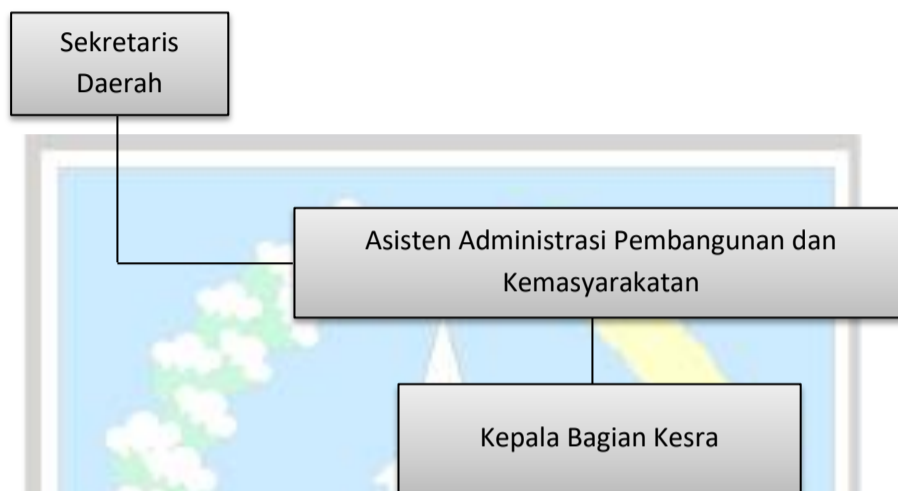 Sekretaris
Daerah
Asisten Administrasi Pembangunan dan
Kemasyarakatan
Kepala Bagian Kesra